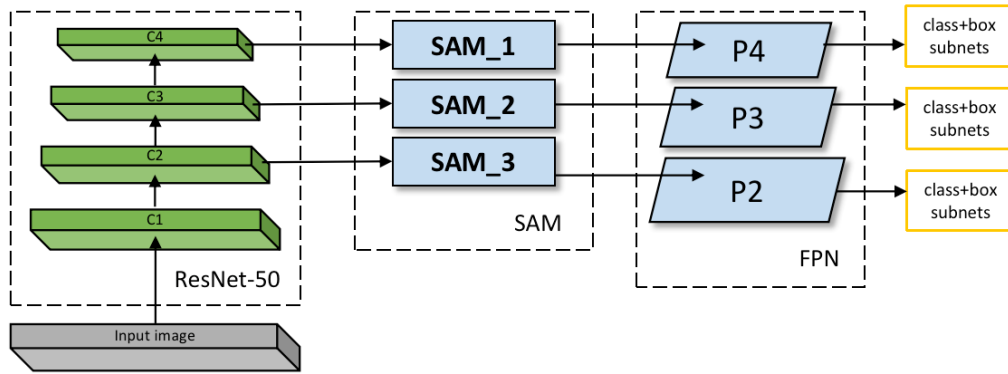 C4
SAM_1
P4
class+box
subnets
C3
SAM_2
P3
class+box
subnets
C2
SAM_3
P2
class+box
subnets
C1
SAM
FPN
ResNet-50
Input image